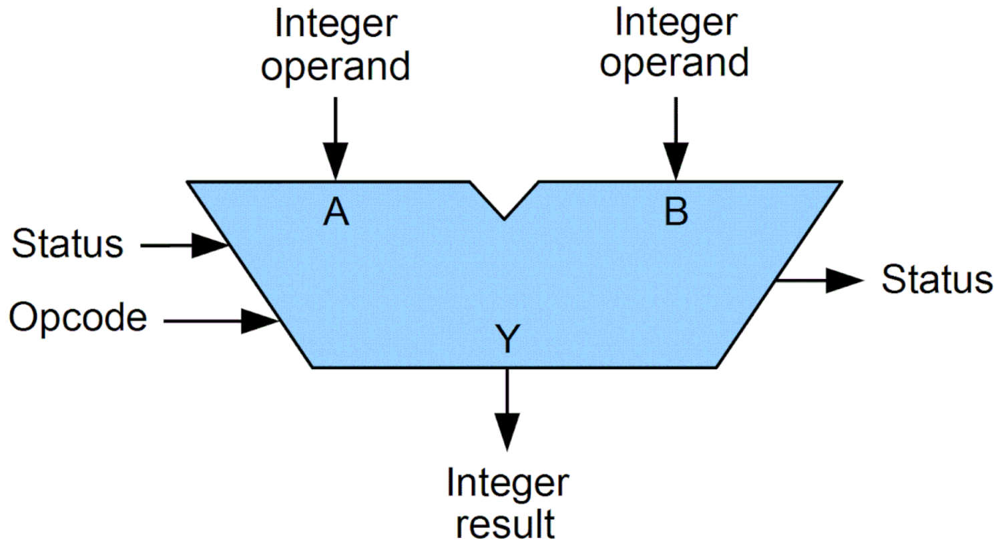 Integer
operand
Integer
operand
A
B
Status
Status
Opcode
Y
Integer
result